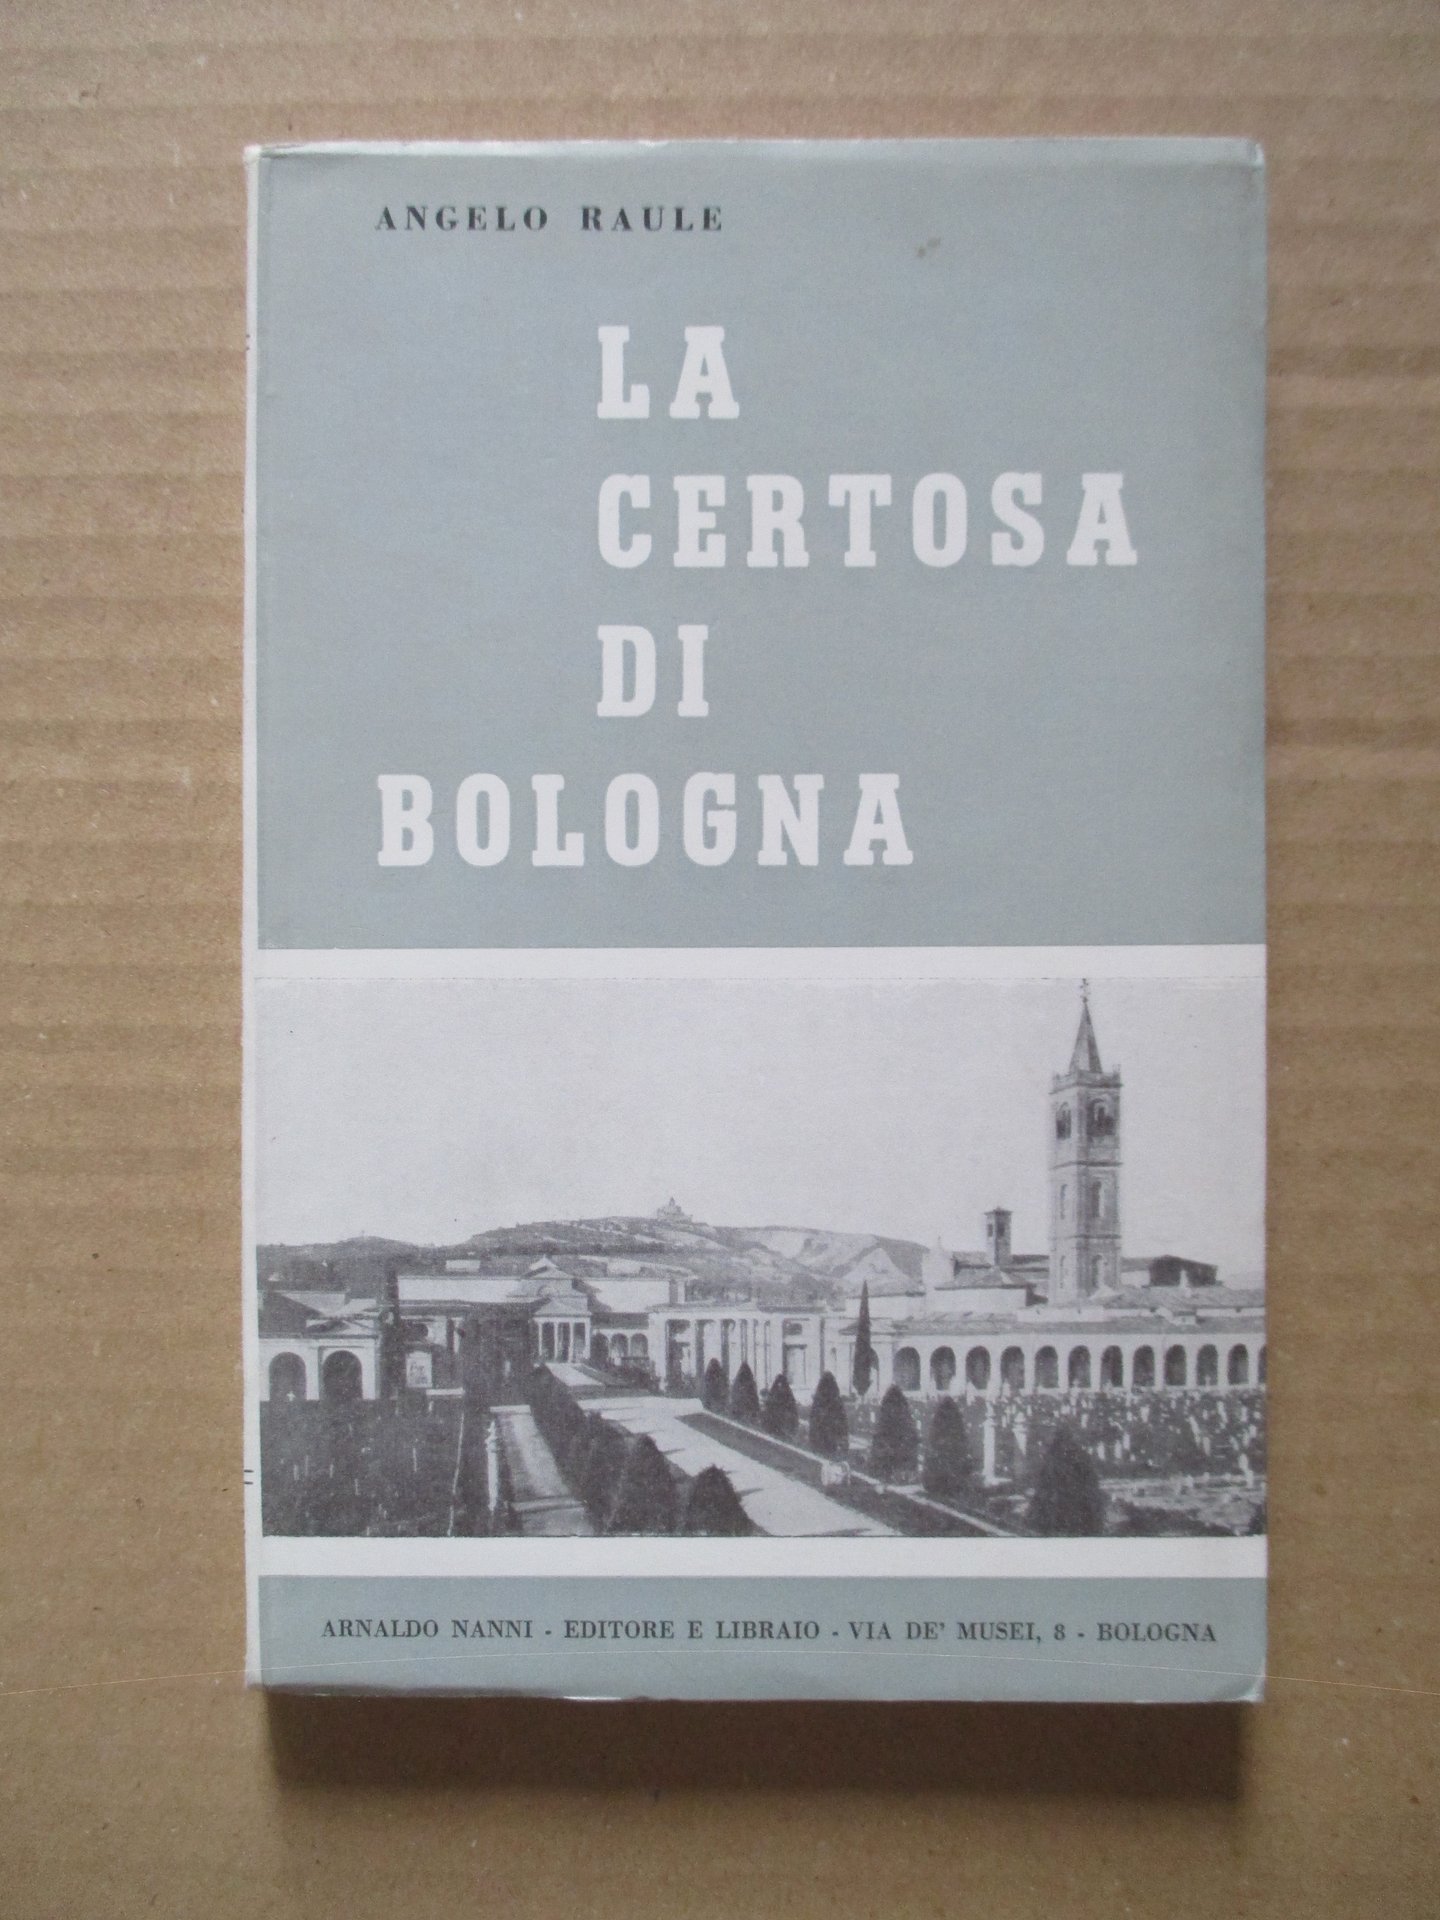 ANGELO RAULE
LA
CERTOSA
DI
BOLOGNA
ARNALDO NANNI - EDITORE E LIBRAIO - VIA DE' MUSEI, 8 - BOLOGNA